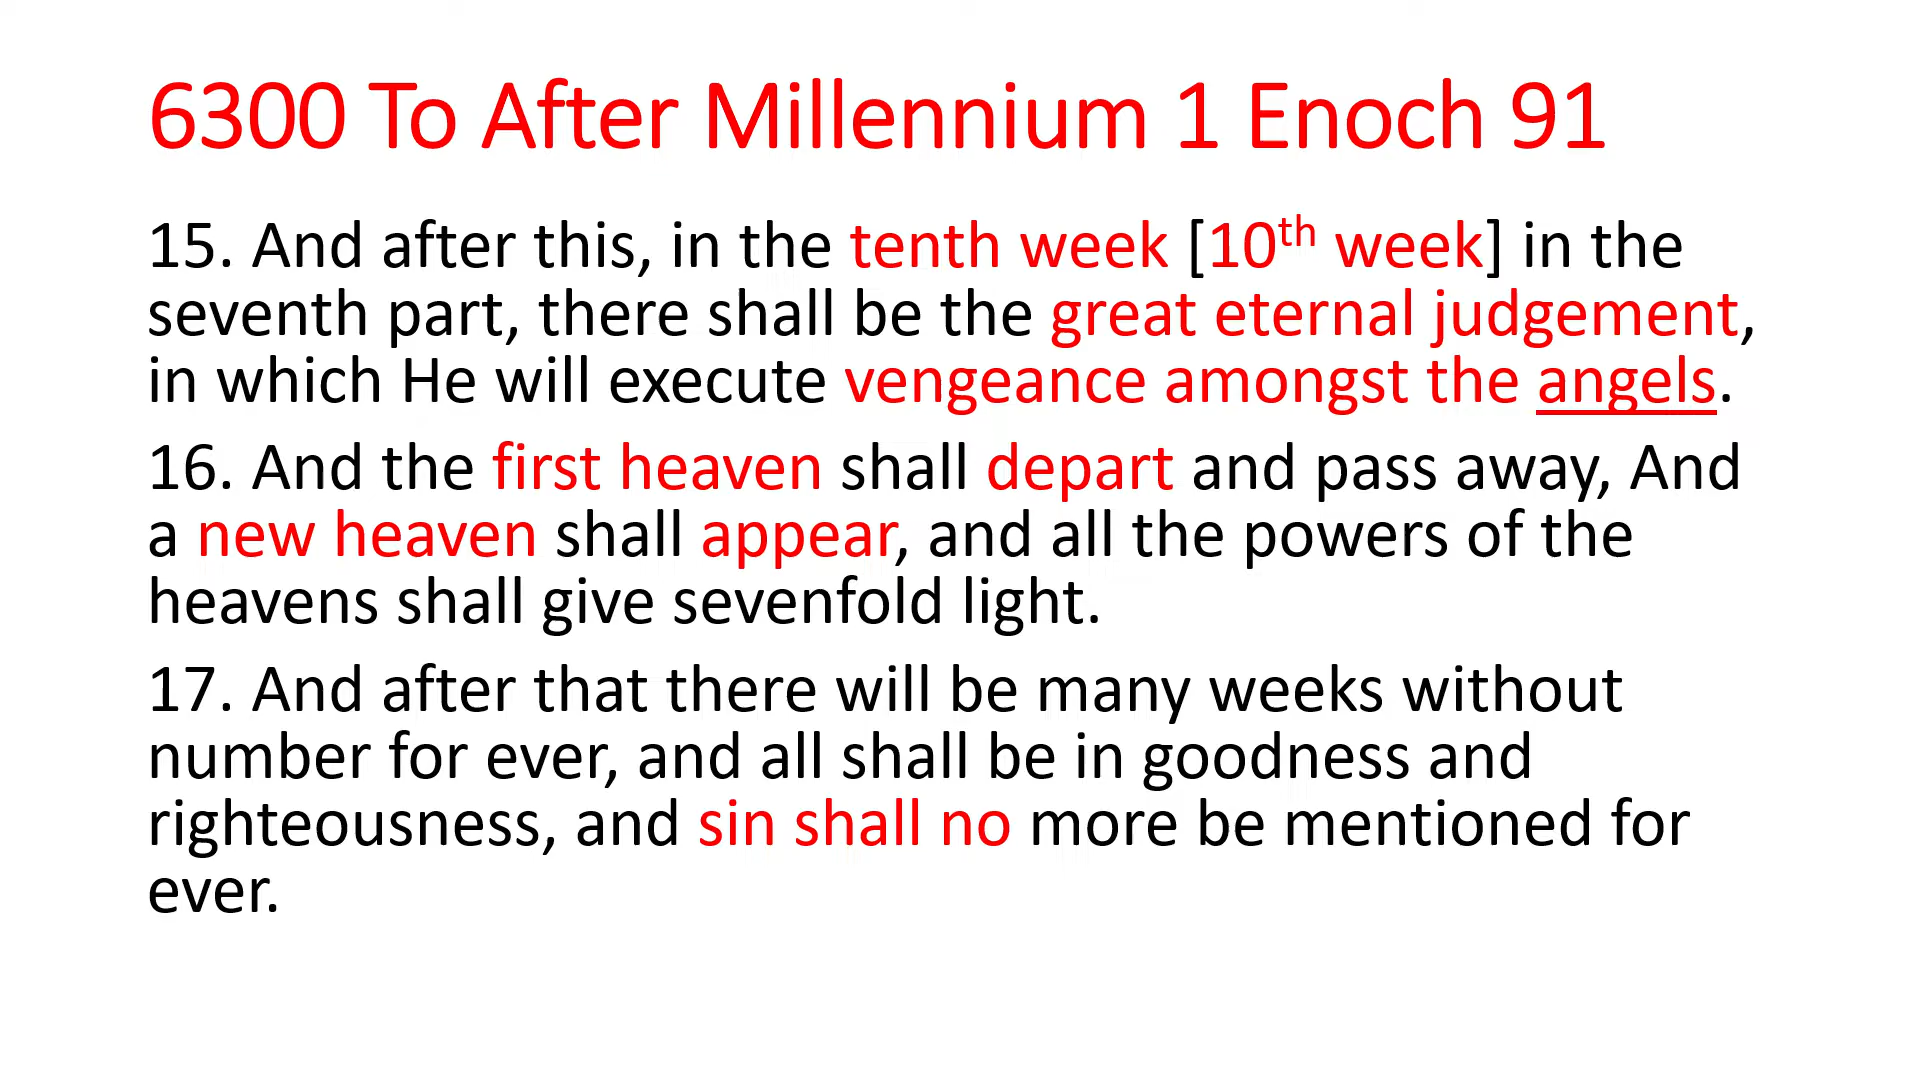 6300 To After Millennium 1 Enoch 91
15. And after this, in the tenth week [10th week] in the
seventh part, there shall be the great eternal judgement,
in which He will execute vengeance amongst the angels.
16. And the first heaven shall depart and pass away, And
a new heaven shall appear, and all the powers of the
heavens shall give sevenfold light.
17. And after that there will be many weeks without
number for ever, and all shall be in goodness and
righteousness, and sin shall no more be mentioned for
ever.